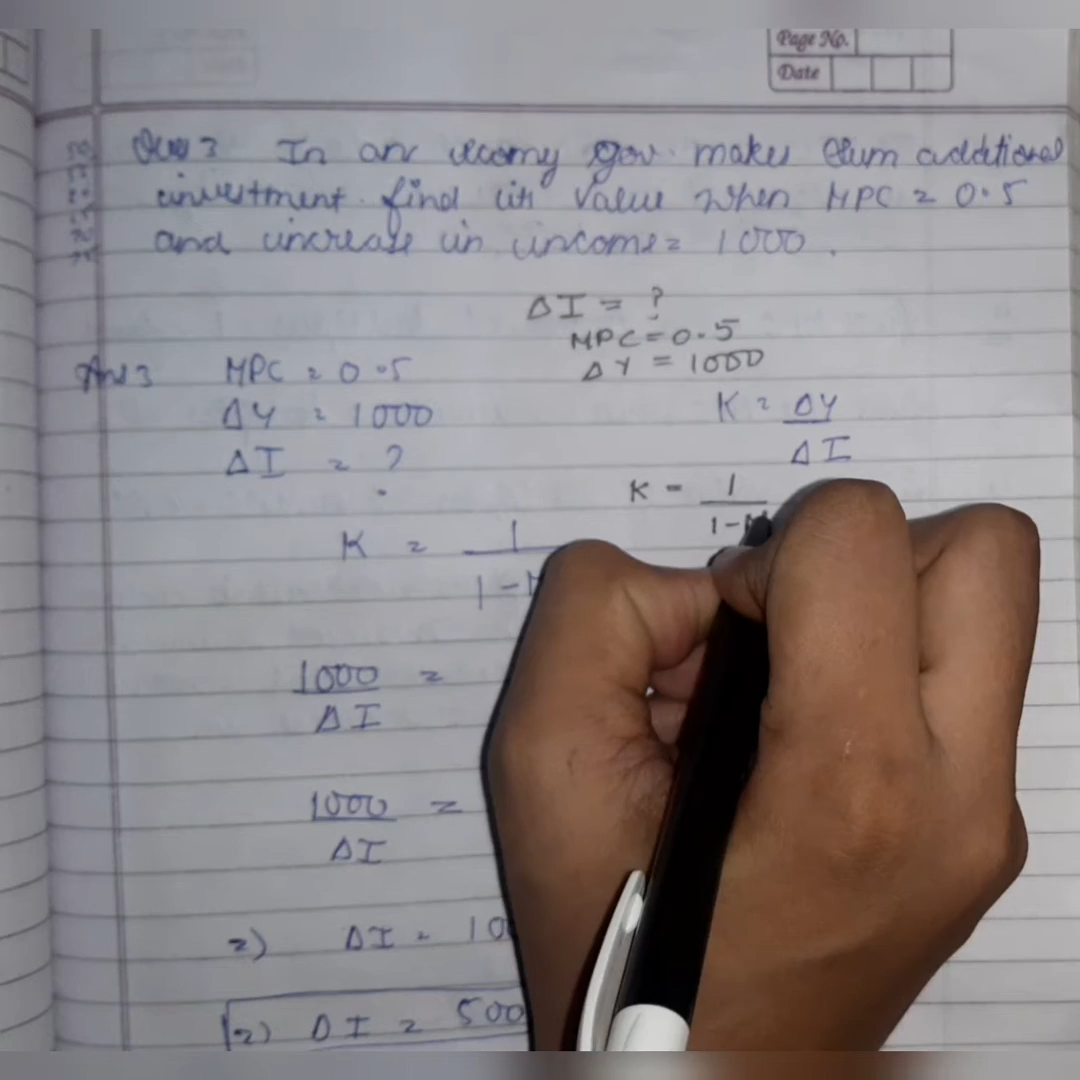 Page No.
Date
Ques 3 In an ecomy gov. makes sum additional
investment. find its value when MPC = 0.5
and increase in income = 1000.
ΔI = ?
MPC = 0.5
ΔY = 1000
Ans 3 MPC = 0.5
ΔY = 1000
ΔI = ?
K = ΔY
ΔI
K = 1
1 - M
K = 1
1 -
1000 =
ΔI
1000 =
ΔI
=) ΔI = 10
=) ΔI = 500